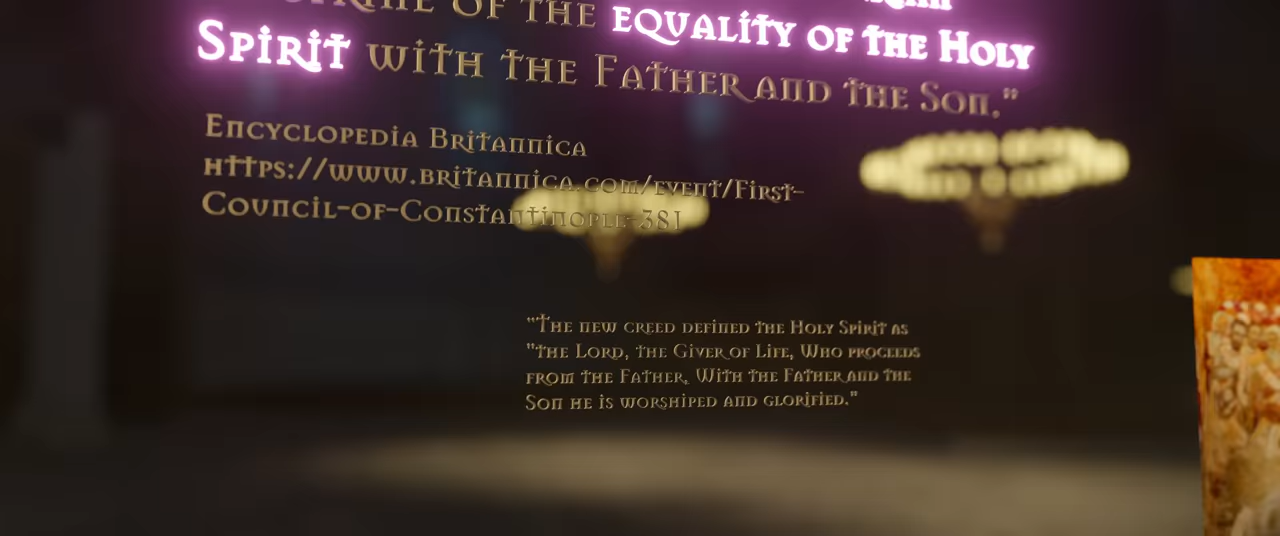 OF THE EQUALITY OF THE HOLY
SPIRIT WITH THE FATHER AND THE SON."
ENCYCLOPEDIA BRITANNICA
HTTPS://WWW.BRITANNICA.COM/EVENT/FIRST-
COUNCIL-OF-CONSTANTINOPLE-381
"THE NEW CREED DEFINED THE HOLY SPIRIT AS
"THE LORD, THE GIVER OF LIFE, WHO PROCEEDS
FROM THE FATHER, WITH THE FATHER AND THE
SON HE IS WORSHIPED AND GLORIFIED."